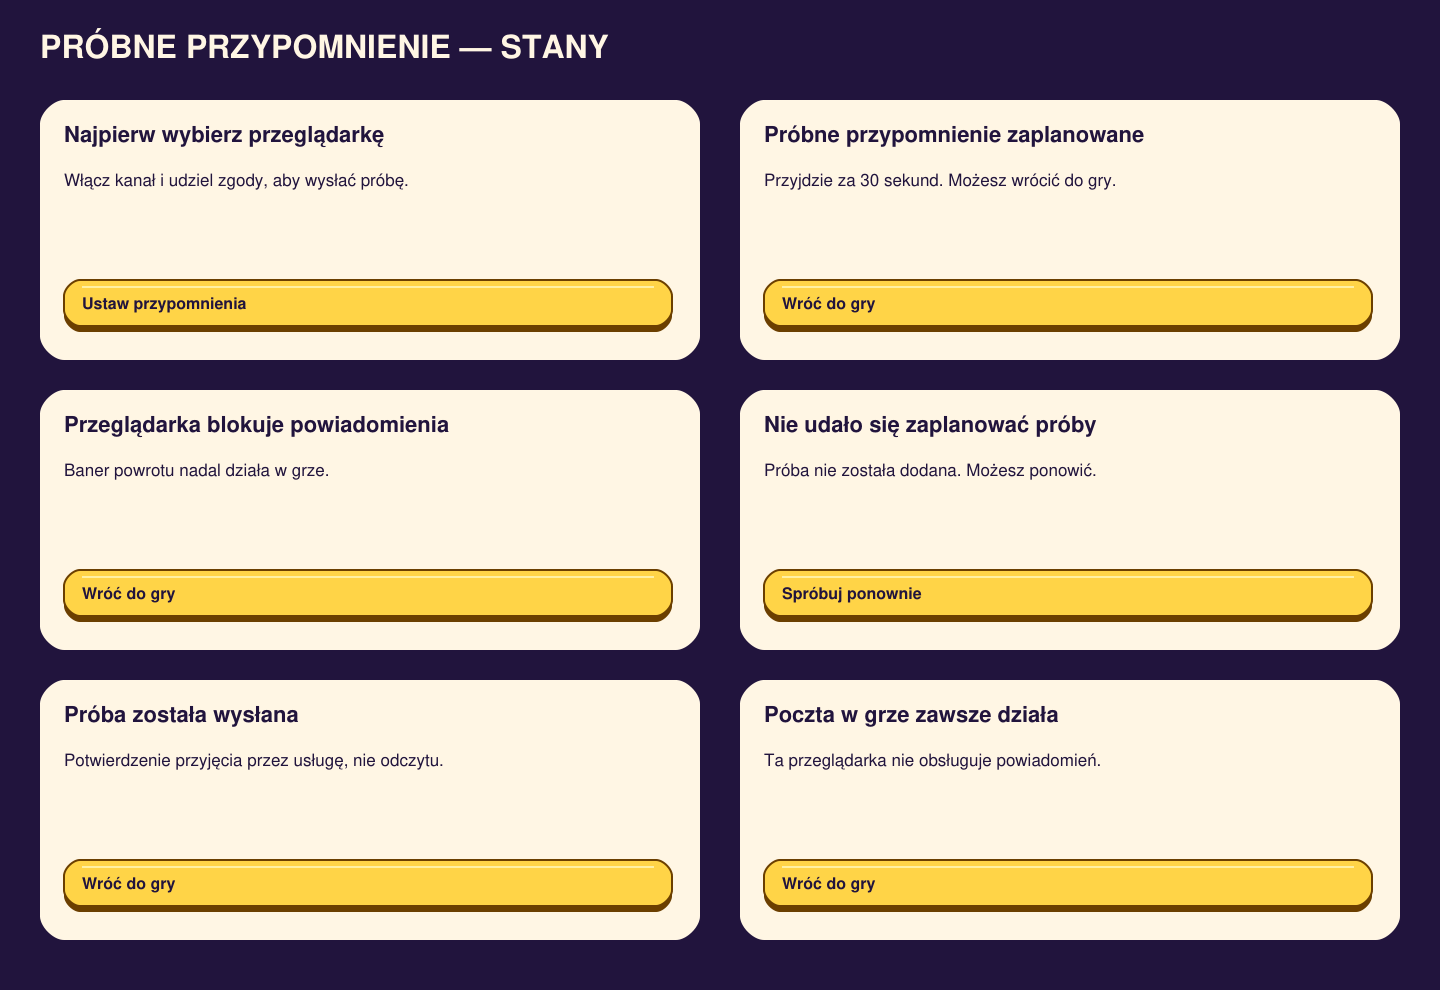 PRÓBNE PRZYPOMNIENIE — STANY
Najpierw wybierz przeglądarkę
Włącz kanał i udziel zgody, aby wysłać próbę.
Ustaw przypomnienia
Próbne przypomnienie zaplanowane
Przyjdzie za 30 sekund. Możesz wrócić do gry.
Wróć do gry
Przeglądarka blokuje powiadomienia
Baner powrotu nadal działa w grze.
Wróć do gry
Nie udało się zaplanować próby
Próba nie została dodana. Możesz ponowić.
Spróbuj ponownie
Próba została wysłana
Potwierdzenie przyjęcia przez usługę, nie odczytu.
Wróć do gry
Poczta w grze zawsze działa
Ta przeglądarka nie obsługuje powiadomień.
Wróć do gry